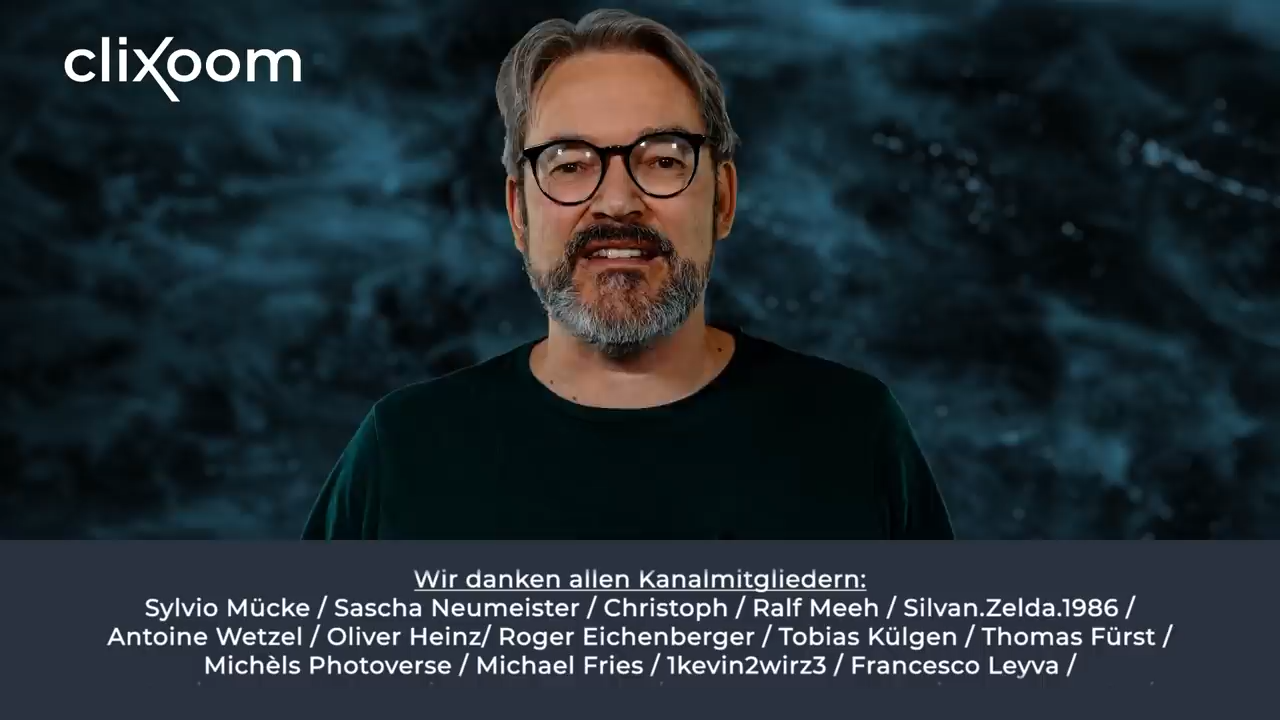 clixoom
Wir danken allen Kanalmitgliedern:
Sylvio Mücke / Sascha Neumeister / Christoph / Ralf Meeh / Silvan.Zelda.1986 /
Antoine Wetzel / Oliver Heinz/ Roger Eichenberger / Tobias Külgen / Thomas Fürst /
Michèls Photoverse / Michael Fries / 1kevin2wirz3 / Francesco Leyva /